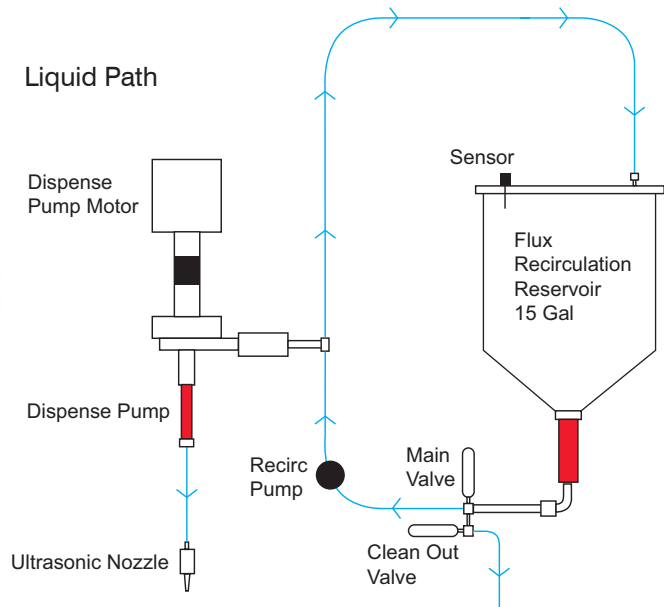 Liquid Path
Sensor
Dispense
Pump Motor
Flux
Recirculation
Reservoir
15 Gal
Dispense Pump
Recirc
Pump
Main
Valve
Clean Out
Valve
Ultrasonic Nozzle